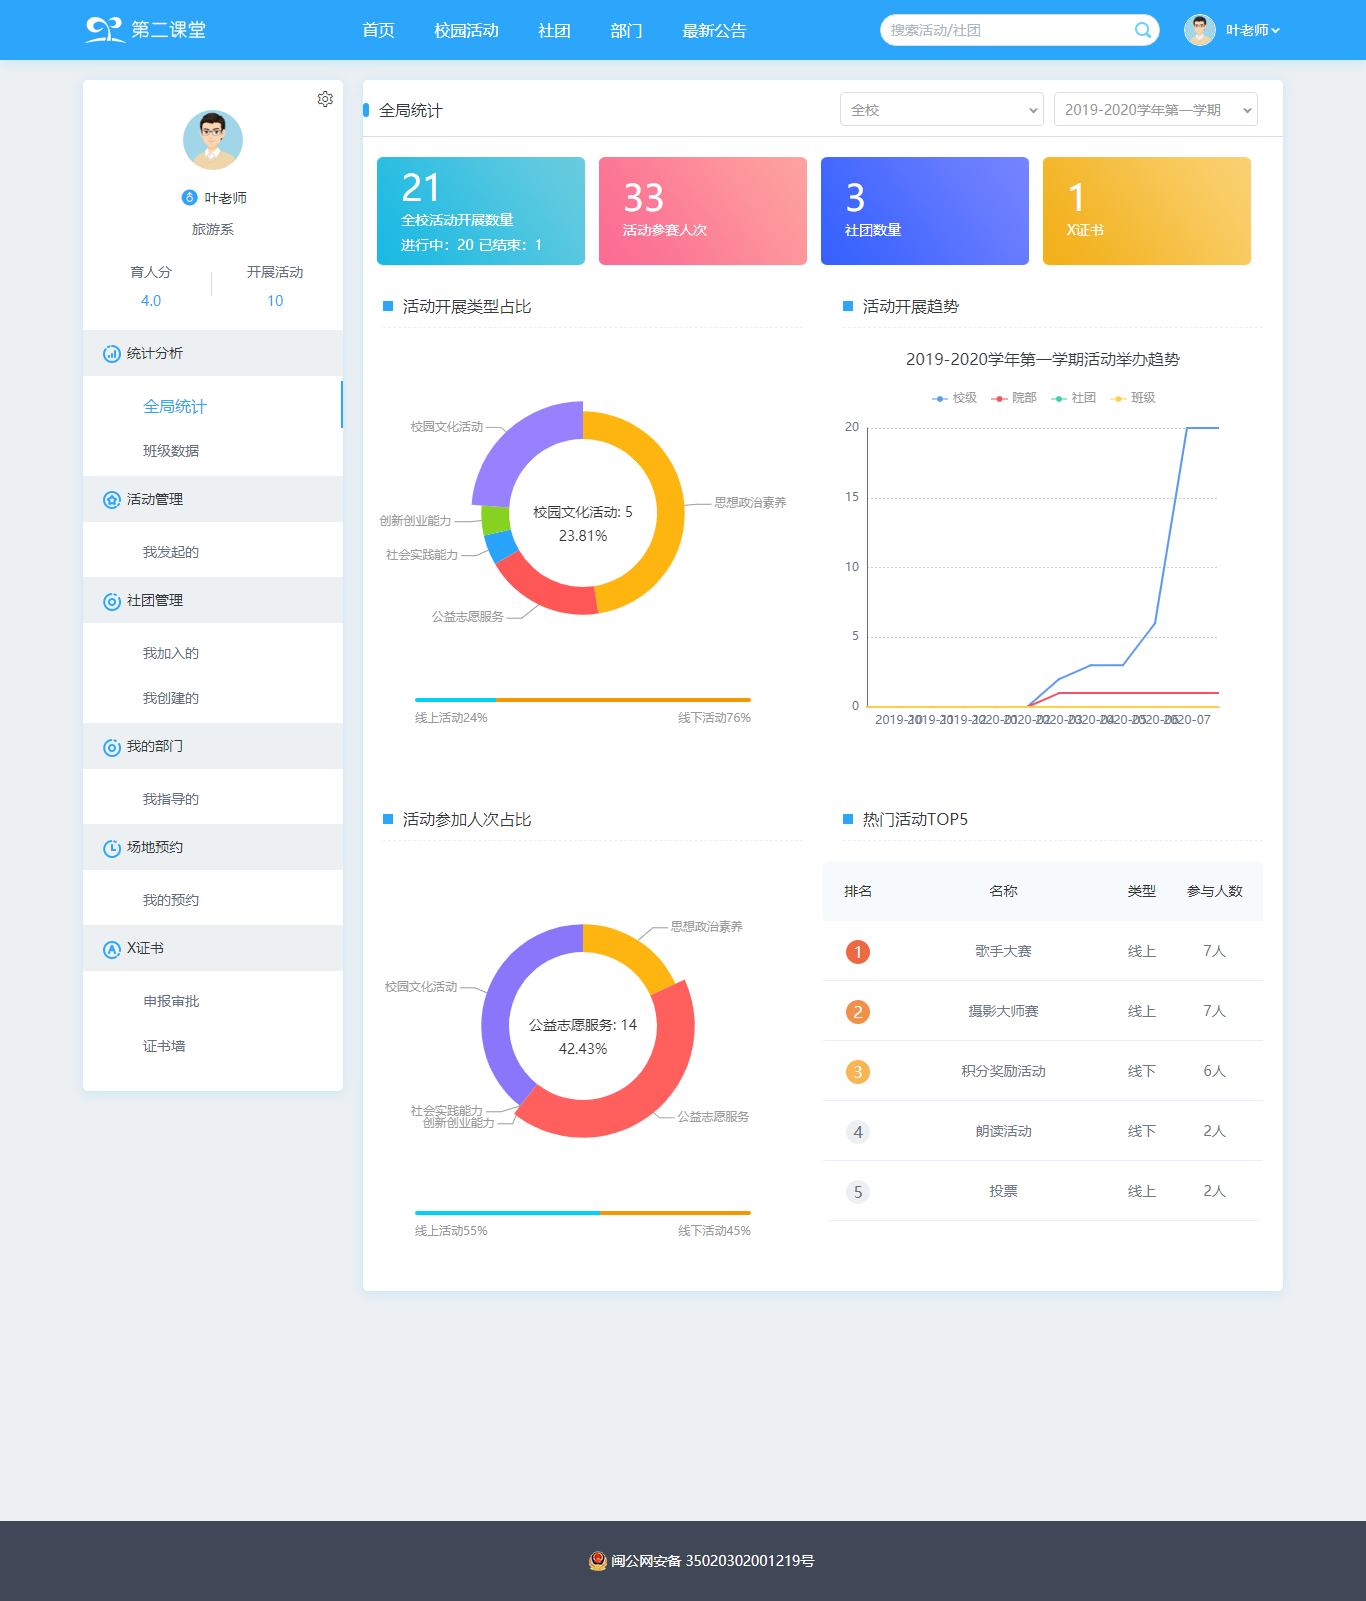 第二课堂
首页 校园活动 社团 部门 最新公告
搜索活动/社团
叶老师
叶老师
旅游系
育人分 开展活动
4.0 10
统计分析
全局统计
班级数据
活动管理
我发起的
社团管理
我加入的
我创建的
我的部门
我指导的
场地预约
我的预约
X证书
申报审批
证书墙
全局统计
全校
2019-2020学年第一学期
21
全校活动开展数量
进行中：20 已结束：1
33
活动参赛人次
3
社团数量
1
X证书
活动开展类型占比
校园文化活动
思想政治素养
创新创业能力
社会实践能力
公益志愿服务
校园文化活动: 5
23.81%
线上活动24% 线下活动76%
活动开展趋势
2019-2020学年第一学期活动举办趋势
校级 院部 社团 班级
20
15
10
5
0
2019-10 2019-11 2019-12 2020-01 2020-02 2020-03 2020-04 2020-05 2020-06 2020-07
活动参加人次占比
思想政治素养
校园文化活动
公益志愿服务: 14
42.43%
社会实践能力
创新创业能力
公益志愿服务
线上活动55% 线下活动45%
热门活动TOP5
排名 名称 类型 参与人数
1 歌手大赛 线上 7人
2 摄影大师赛 线上 7人
3 积分奖励活动 线下 6人
4 朗读活动 线下 2人
5 投票 线上 2人
闽公网安备 35020302001219号